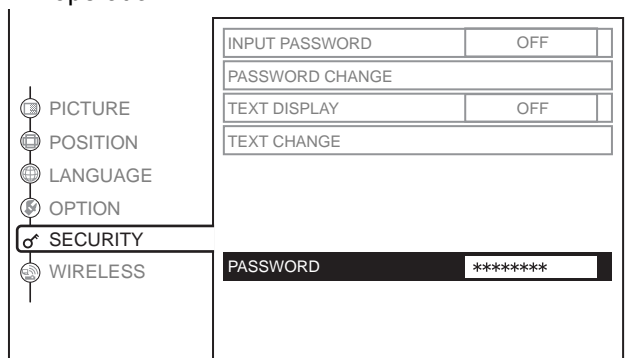 INPUT PASSWORD OFF
PASSWORD CHANGE
TEXT DISPLAY OFF
TEXT CHANGE
PICTURE
POSITION
LANGUAGE
OPTION
SECURITY
WIRELESS
PASSWORD ********